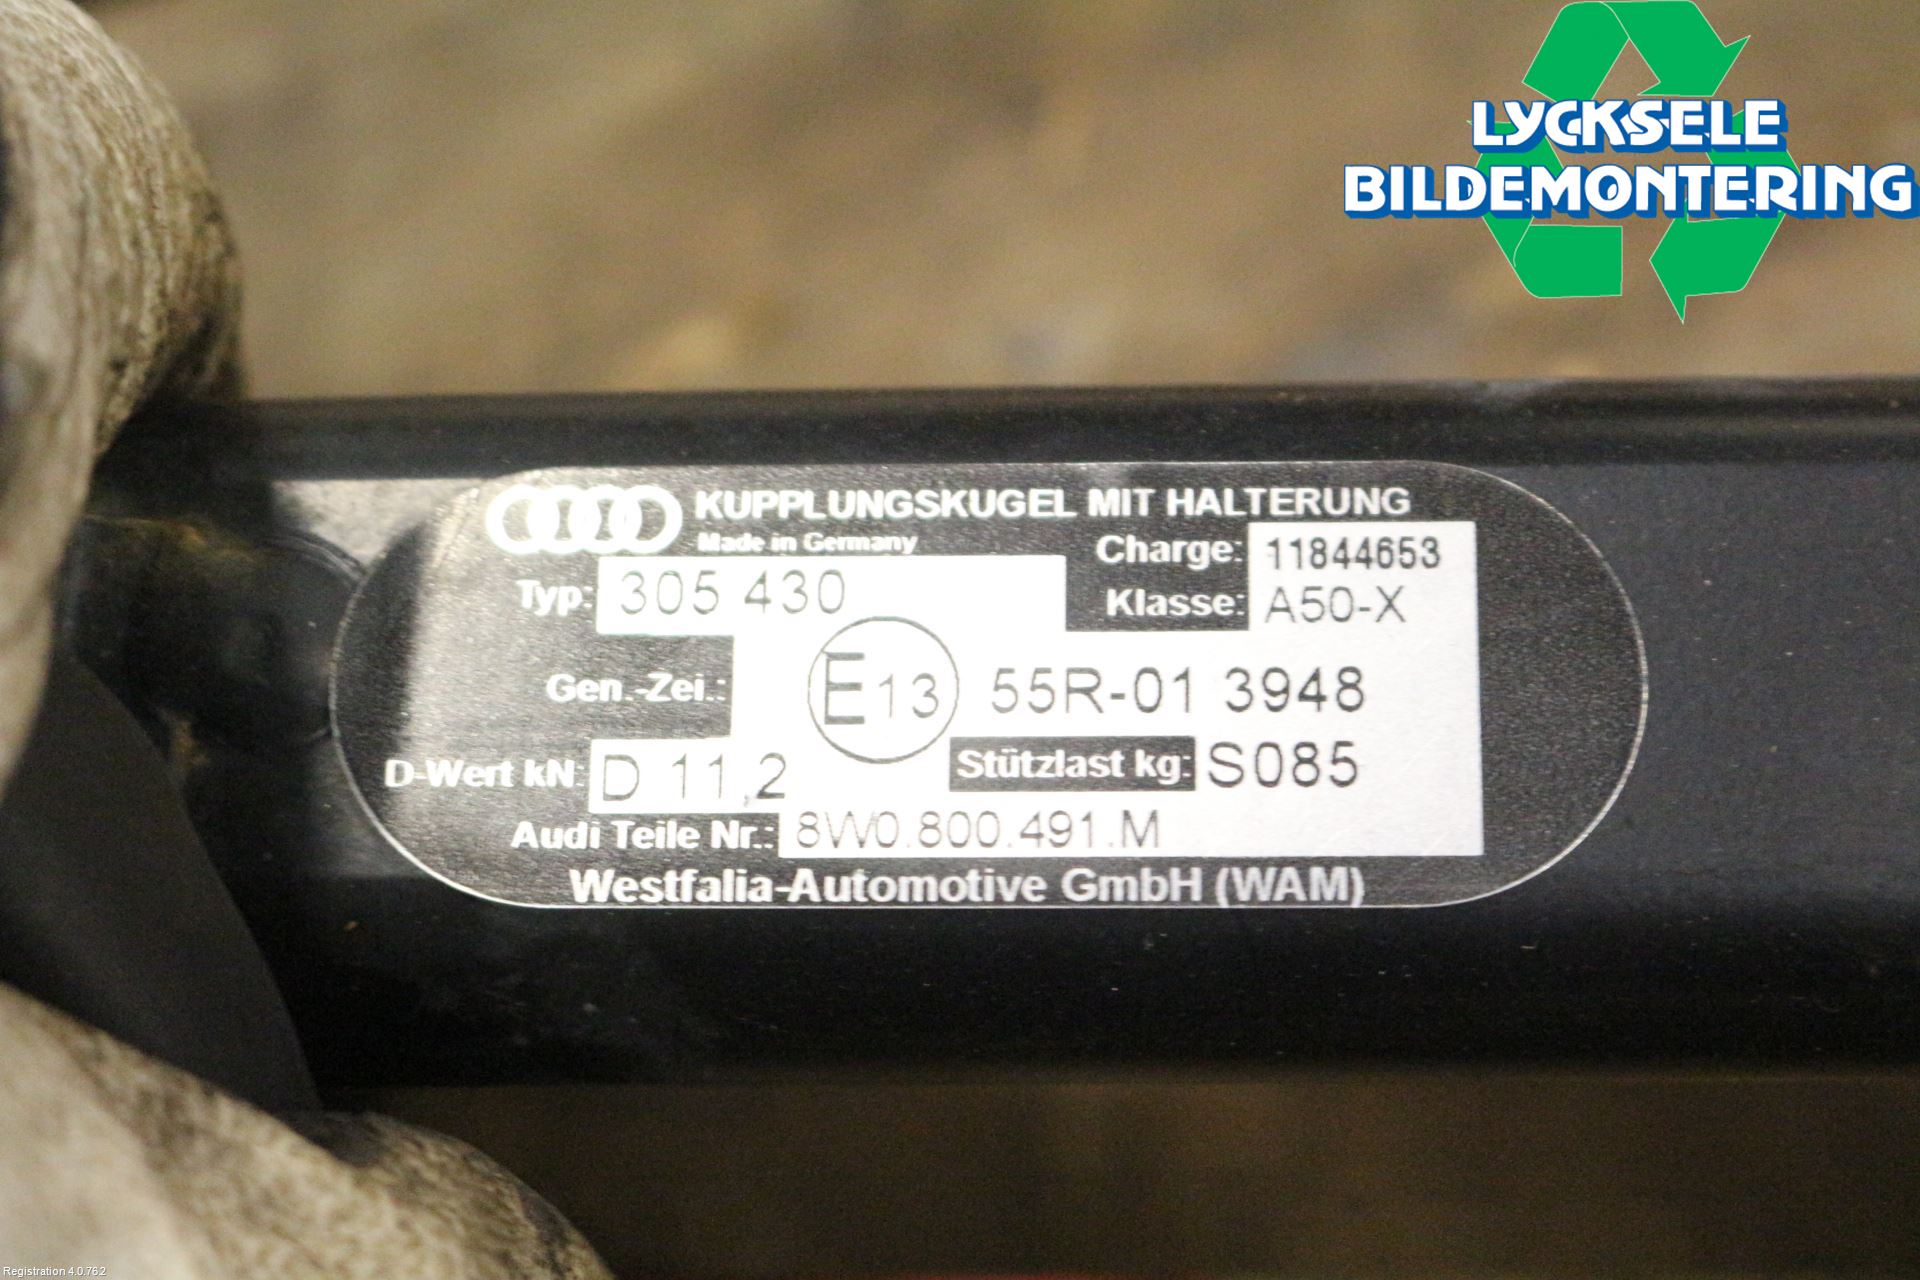 LYCKSELE
BILDEMONTERING
KUPPLUNGSKUGEL MIT HALTERUNG
Made in Germany
Charge: 11844653
Typ: 305 430
Klasse: A50-X
Gen.-Zei.: E13 55R-01 3948
D-Wert kN: D 11,2 Stützlast kg: S085
Audi Teile Nr.: 8W0.800.491.M
Westfalia-Automotive GmbH (WAM)
Registration 4.0.76.2